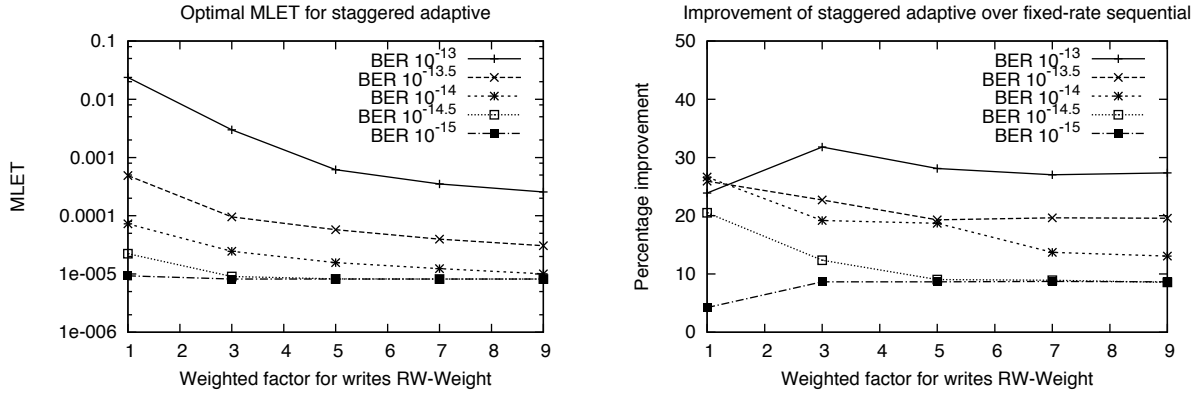 Optimal MLET for staggered adaptive
0.1
0.01
0.001
0.0001
1e-005
1e-006
MLET
BER 10^-13
BER 10^-13.5
BER 10^-14
BER 10^-14.5
BER 10^-15
1 2 3 4 5 6 7 8 9
Weighted factor for writes RW-Weight
Improvement of staggered adaptive over fixed-rate sequential
50
40
30
20
10
0
Percentage improvement
BER 10^-13
BER 10^-13.5
BER 10^-14
BER 10^-14.5
BER 10^-15
1 2 3 4 5 6 7 8 9
Weighted factor for writes RW-Weight